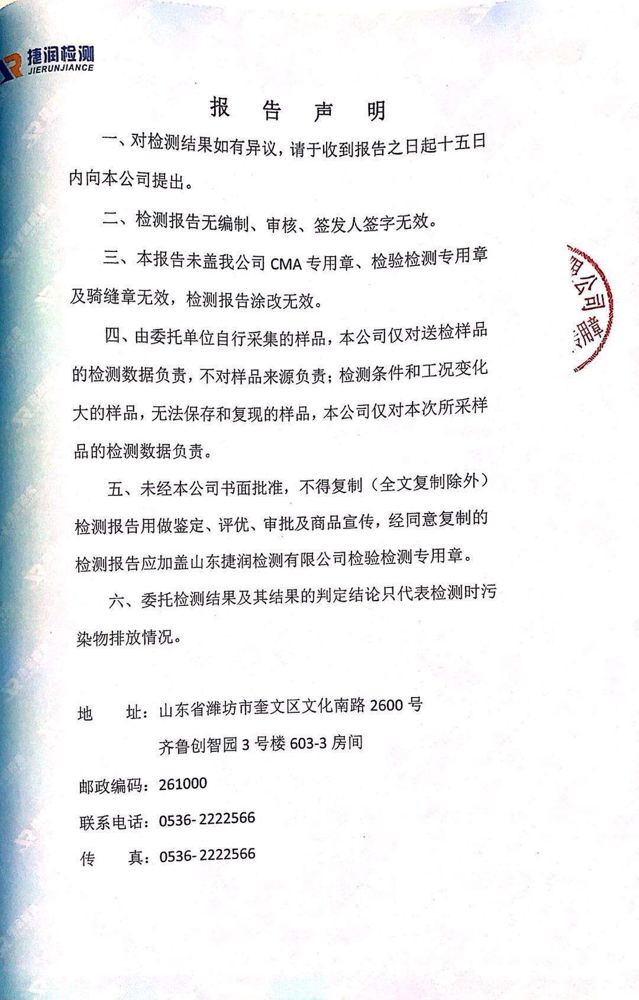 捷润检测
JIERUNJIANCE
报 告 声 明
一、对检测结果如有异议，请于收到报告之日起十五日
内向本公司提出。
二、检测报告无编制、审核、签发人签字无效。
三、本报告未盖我公司 CMA 专用章、检验检测专用章
及骑缝章无效，检测报告涂改无效。
四、由委托单位自行采集的样品，本公司仅对送检样品
的检测数据负责，不对样品来源负责；检测条件和工况变化
大的样品，无法保存和复现的样品，本公司仅对本次所采样
品的检测数据负责。
五、未经本公司书面批准，不得复制（全文复制除外）
检测报告用做鉴定、评优、审批及商品宣传，经同意复制的
检测报告应加盖山东捷润检测有限公司检验检测专用章。
六、委托检测结果及其结果的判定结论只代表检测时污
染物排放情况。
公司
用章
地 址：山东省潍坊市奎文区文化南路 2600 号
齐鲁创智园 3 号楼 603-3 房间
邮政编码：261000
联系电话：0536-2222566
传 真：0536-2222566